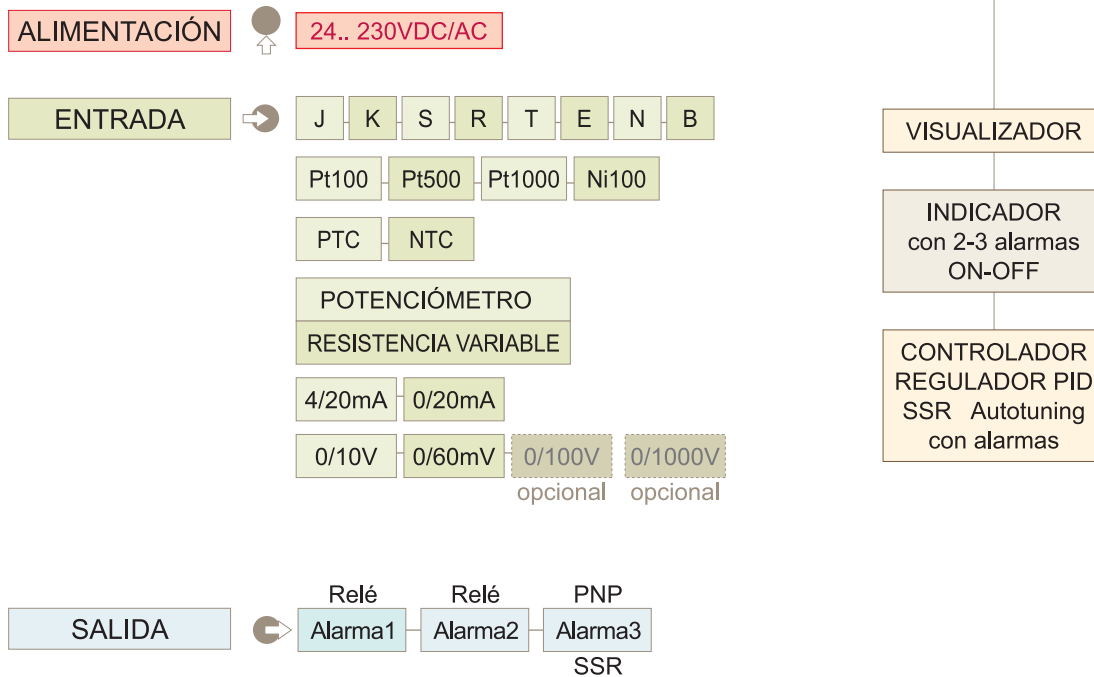 ALIMENTACIÓN
24.. 230VDC/AC
ENTRADA
J K S R T E N B
Pt100 Pt500 Pt1000 Ni100
PTC NTC
POTENCIÓMETRO
RESISTENCIA VARIABLE
4/20mA 0/20mA
0/10V 0/60mV 0/100V 0/1000V
opcional opcional
VISUALIZADOR
INDICADOR
con 2-3 alarmas
ON-OFF
CONTROLADOR
REGULADOR PID
SSR Autotuning
con alarmas
SALIDA
Relé Relé PNP
Alarma1 Alarma2 Alarma3
SSR